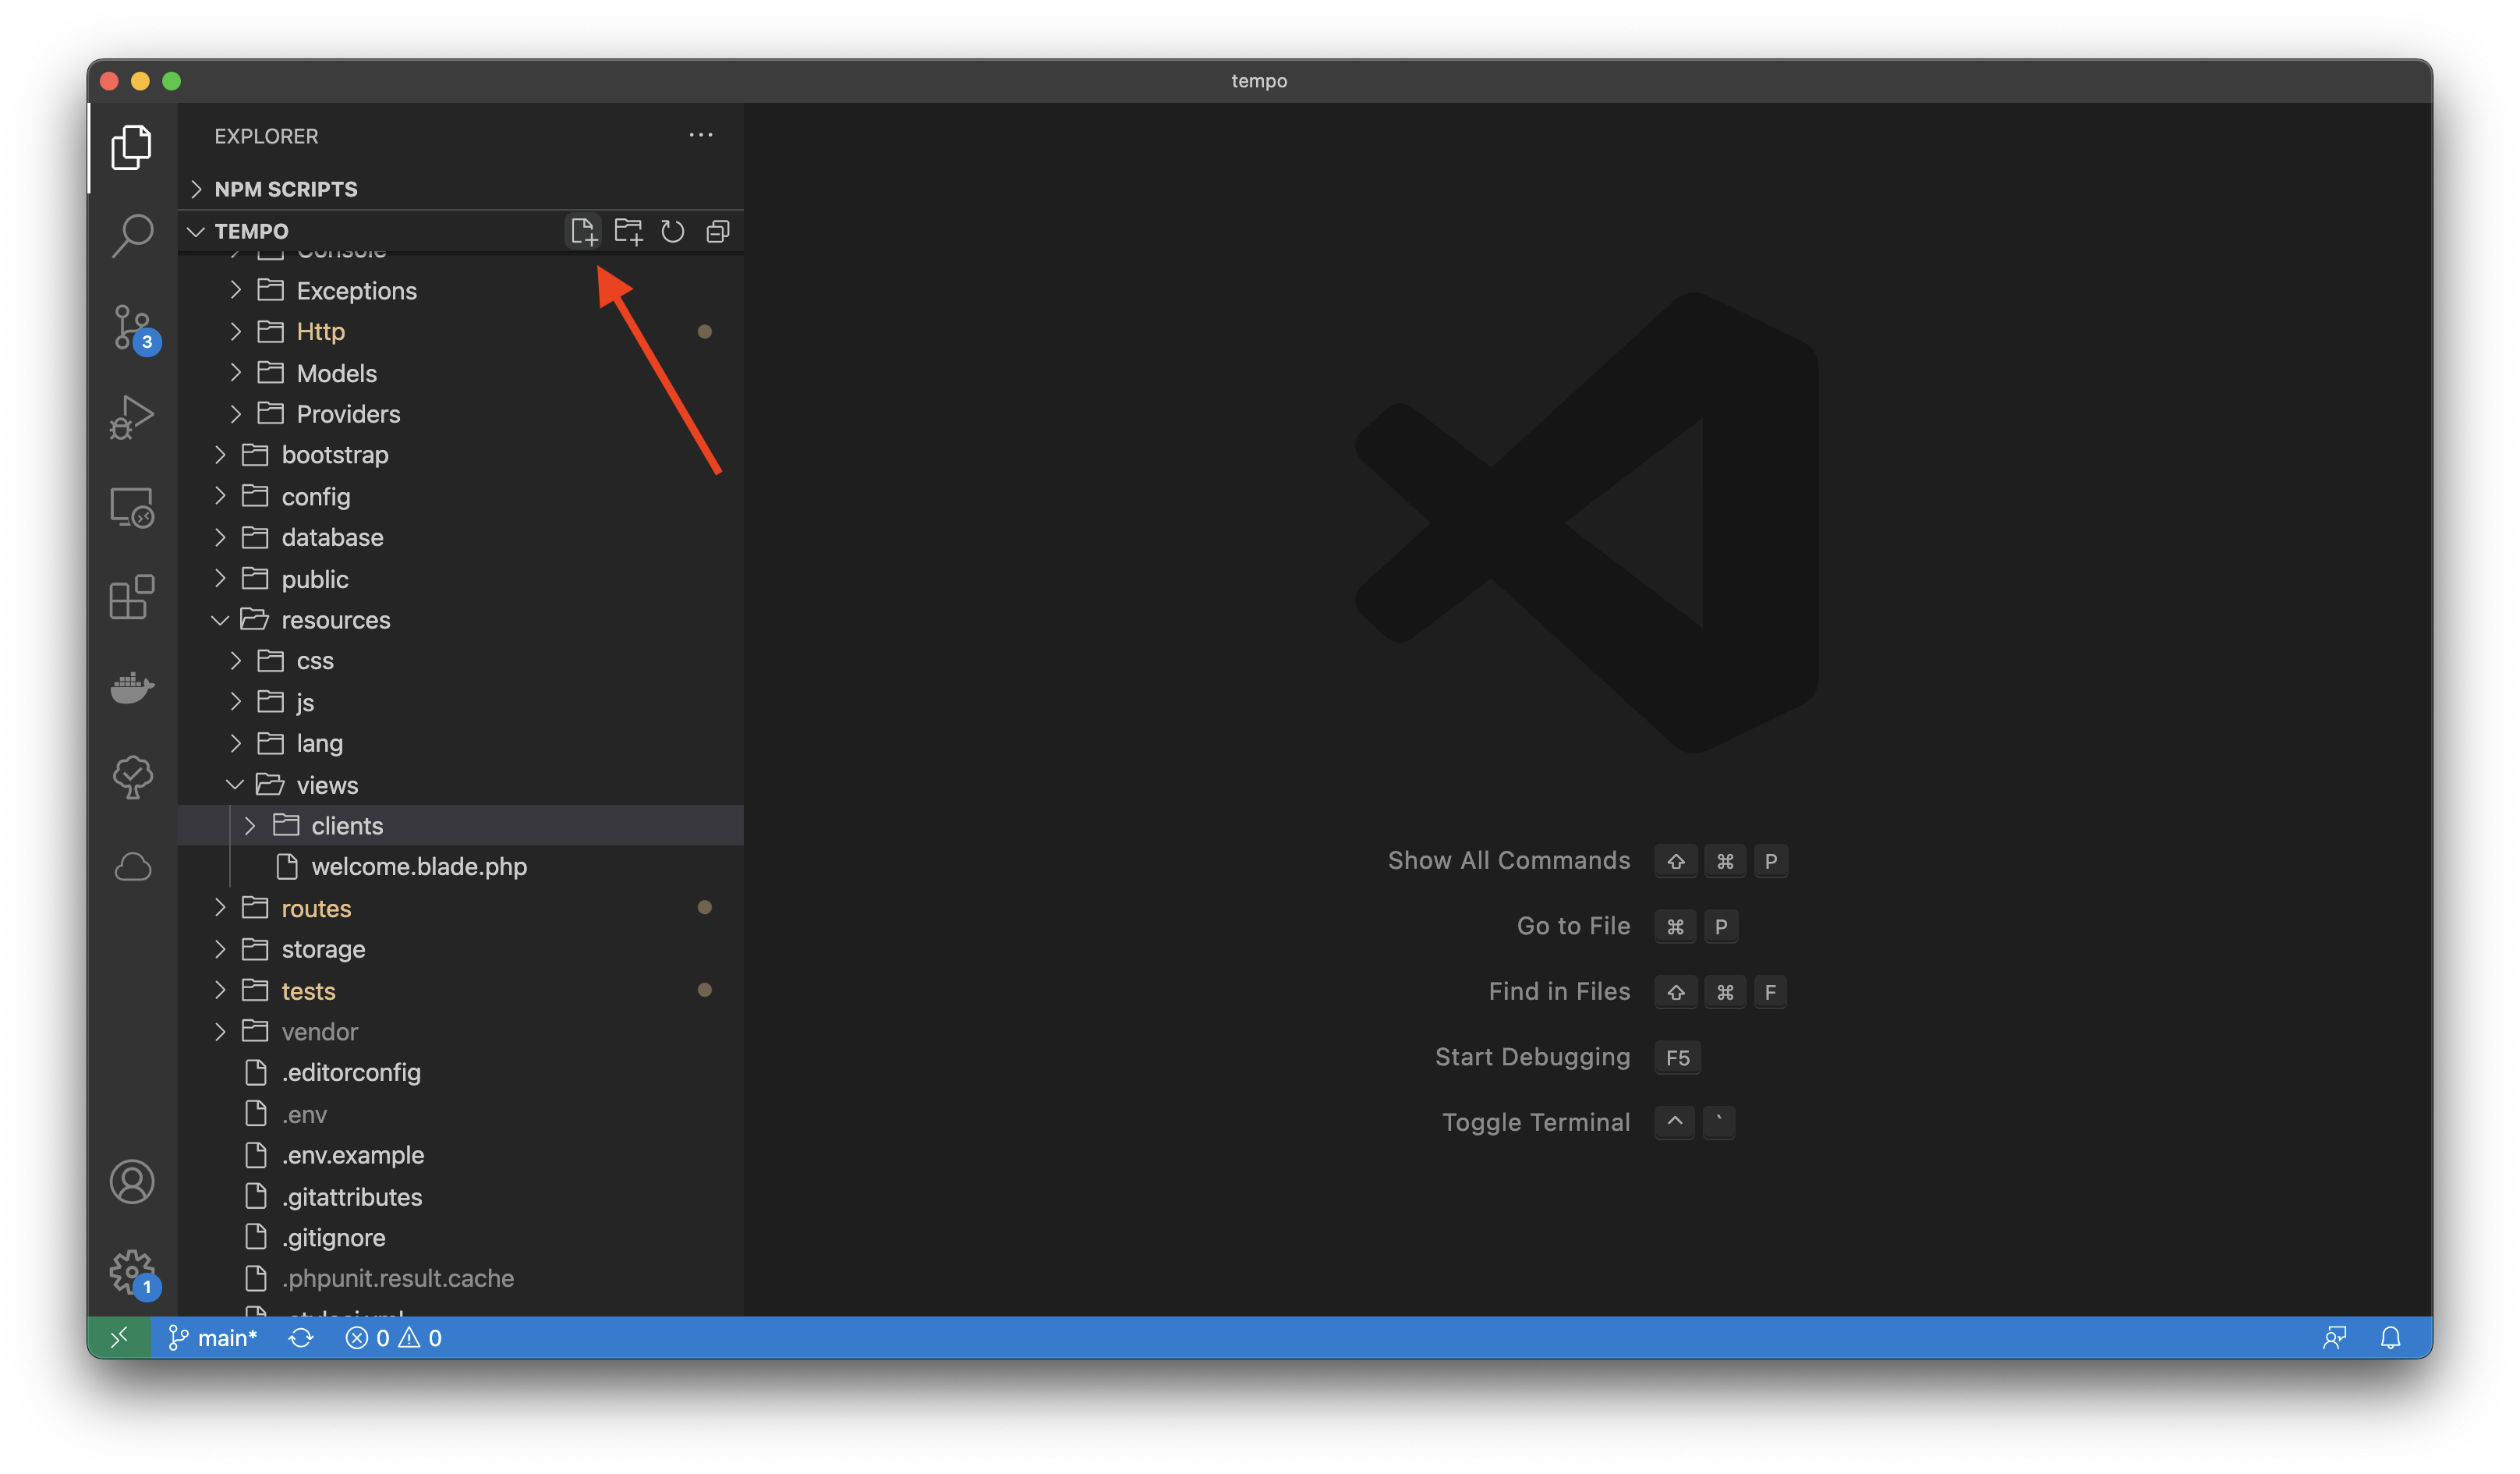 tempo
EXPLORER
NPM SCRIPTS
TEMPO
Console
Exceptions
Http
Models
Providers
bootstrap
config
database
public
resources
css
js
lang
views
clients
welcome.blade.php
routes
storage
tests
vendor
.editorconfig
.env
.env.example
.gitattributes
.gitignore
.phpunit.result.cache
3
1
Show All Commands ⇧ ⌘ P
Go to File ⌘ P
Find in Files ⇧ ⌘ F
Start Debugging F5
Toggle Terminal ^ `
main* 0 0